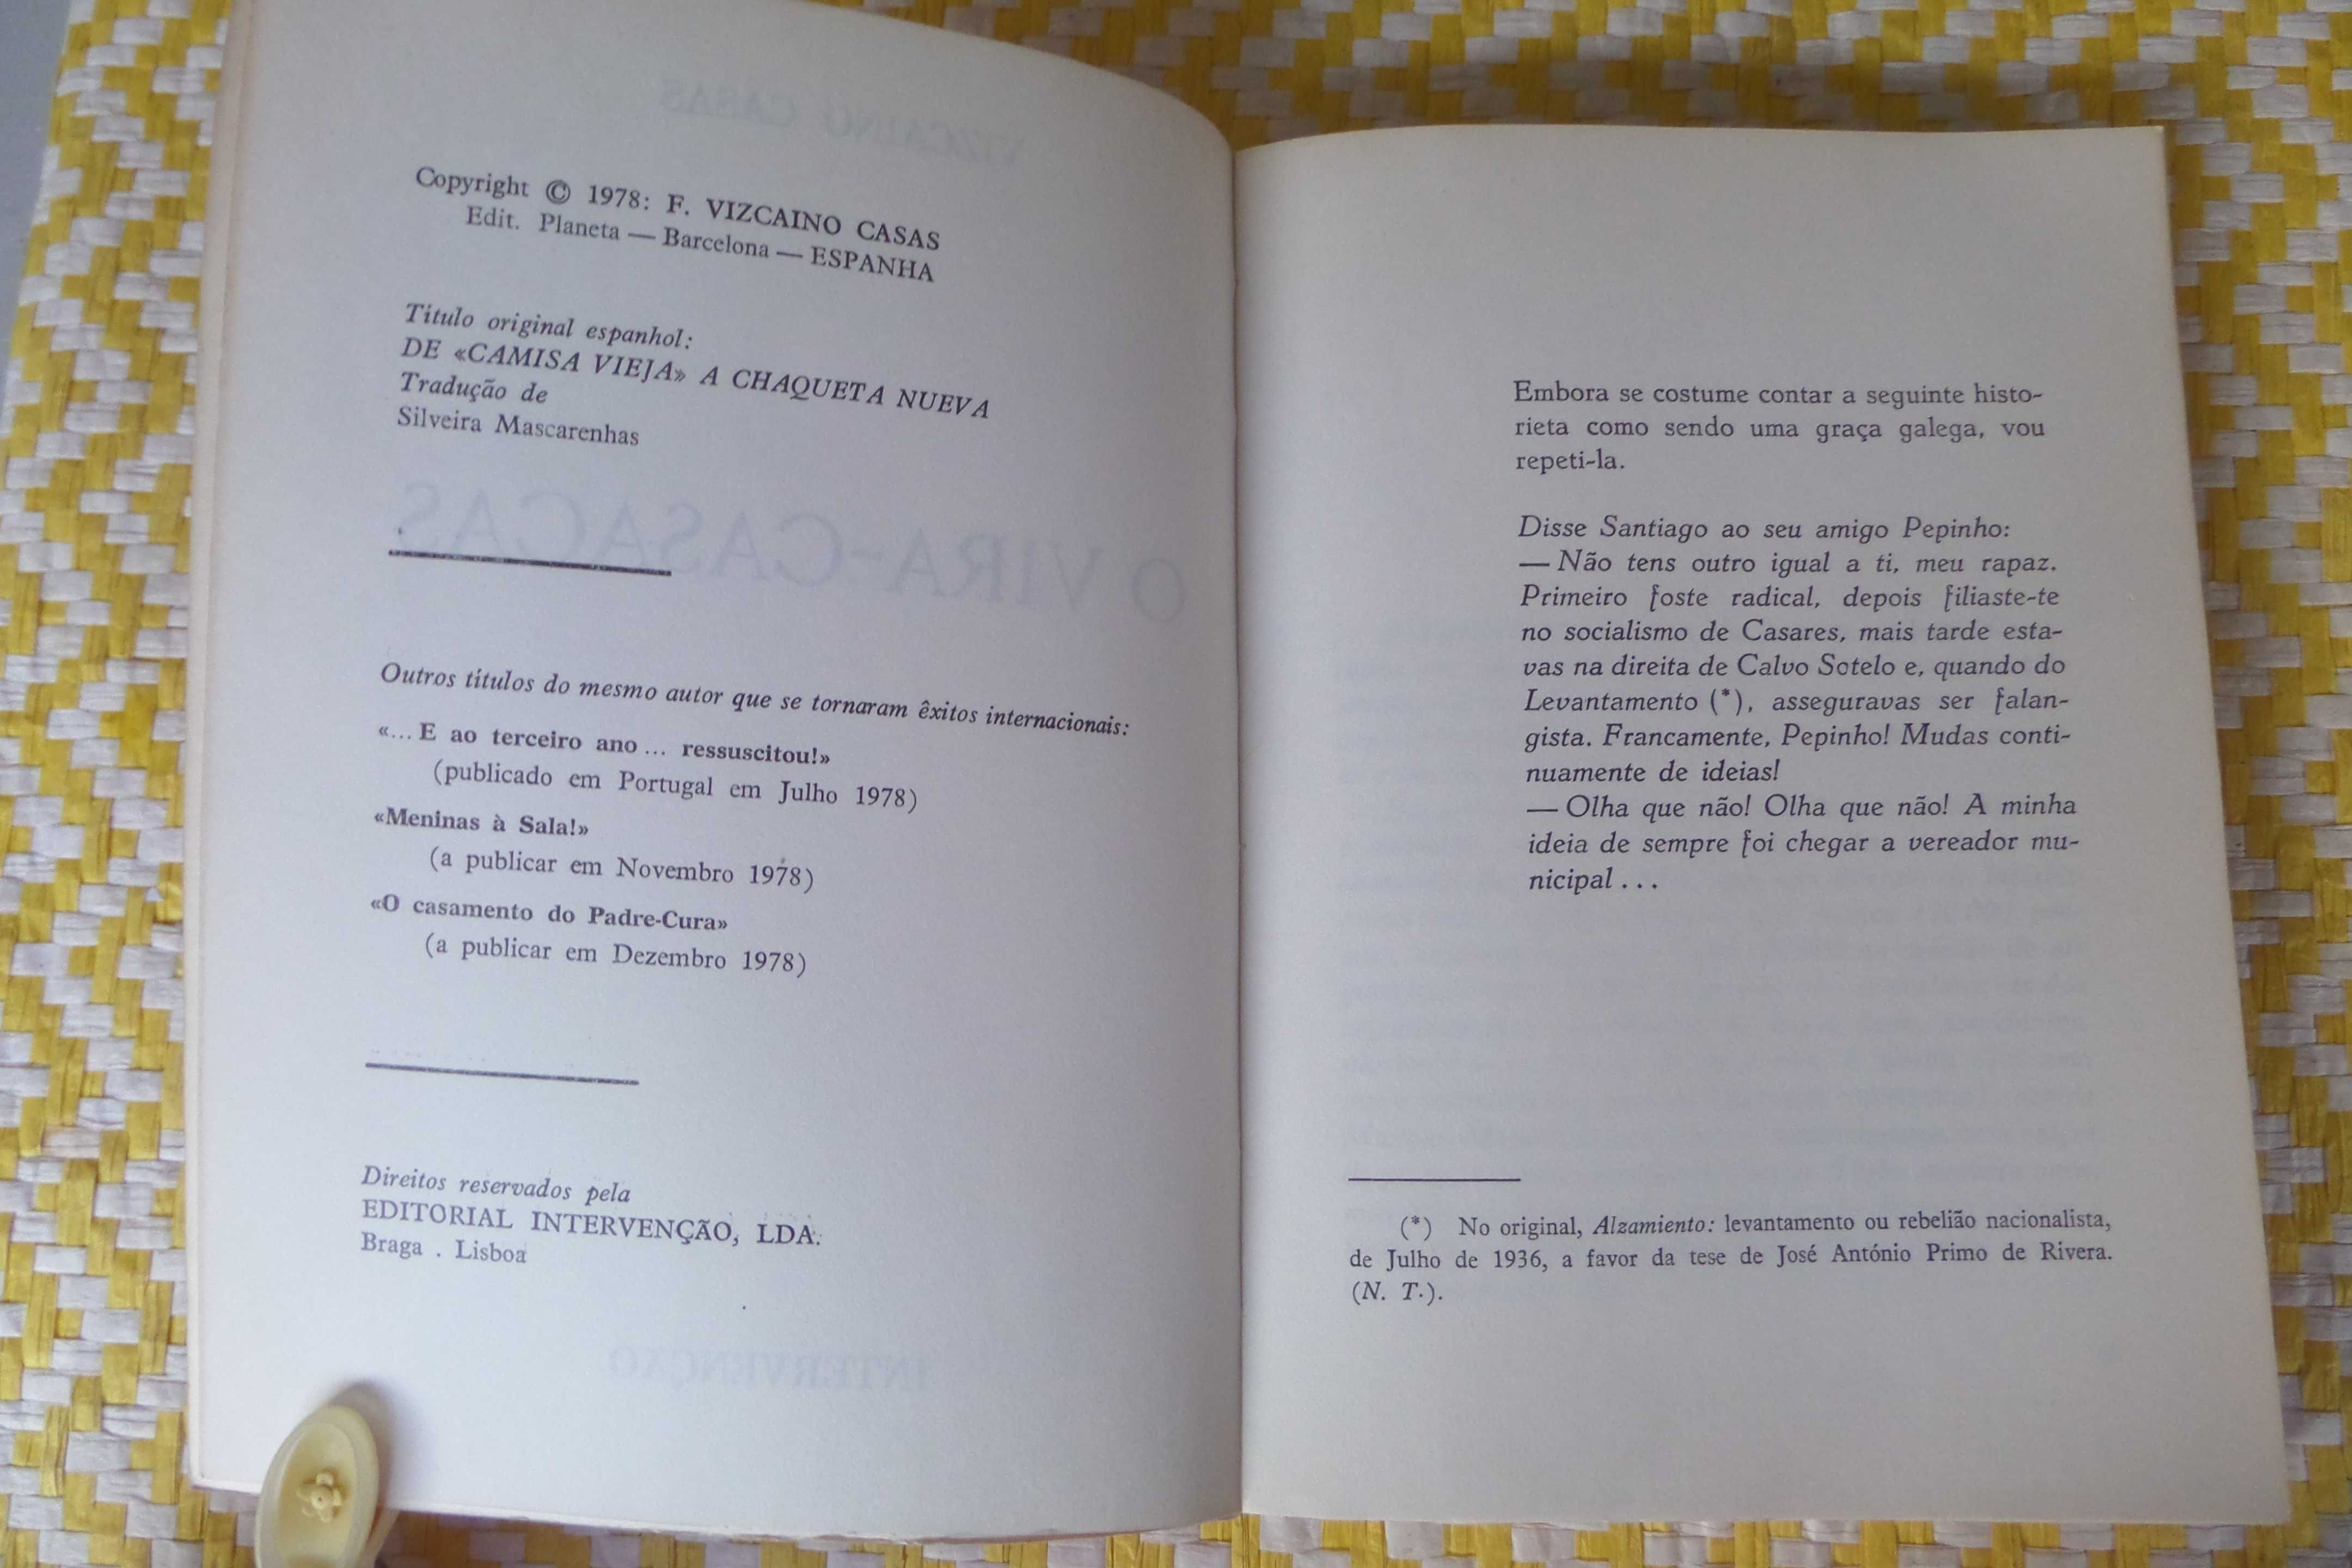 Copyright © 1978: F. VIZCAINO CASAS
Edit. Planeta — Barcelona — ESPANHA
Título original espanhol:
DE «CAMISA VIEJA» A CHAQUETA NUEVA
Tradução de
Silveira Mascarenhas
Outros títulos do mesmo autor que se tornaram êxitos internacionais:
«... E ao terceiro ano ... ressuscitou!»
(publicado em Portugal em Julho 1978)
«Meninas à Sala!»
(a publicar em Novembro 1978)
«O casamento do Padre-Cura»
(a publicar em Dezembro 1978)
Direitos reservados pela
EDITORIAL INTERVENÇÃO, LDA.
Braga . Lisboa
Embora se costume contar a seguinte histo-
rieta como sendo uma graça galega, vou
repeti-la.
Disse Santiago ao seu amigo Pepinho:
— Não tens outro igual a ti, meu rapaz.
Primeiro foste radical, depois filiaste-te
no socialismo de Casares, mais tarde esta-
vas na direita de Calvo Sotelo e, quando do
Levantamento (*), asseguravas ser falan-
gista. Francamente, Pepinho! Mudas conti-
nuamente de ideias!
— Olha que não! Olha que não! A minha
ideia de sempre foi chegar a vereador mu-
nicipal ...
(*) No original, Alzamiento: levantamento ou rebelião nacionalista,
de Julho de 1936, a favor da tese de José António Primo de Rivera.
(N. T.).